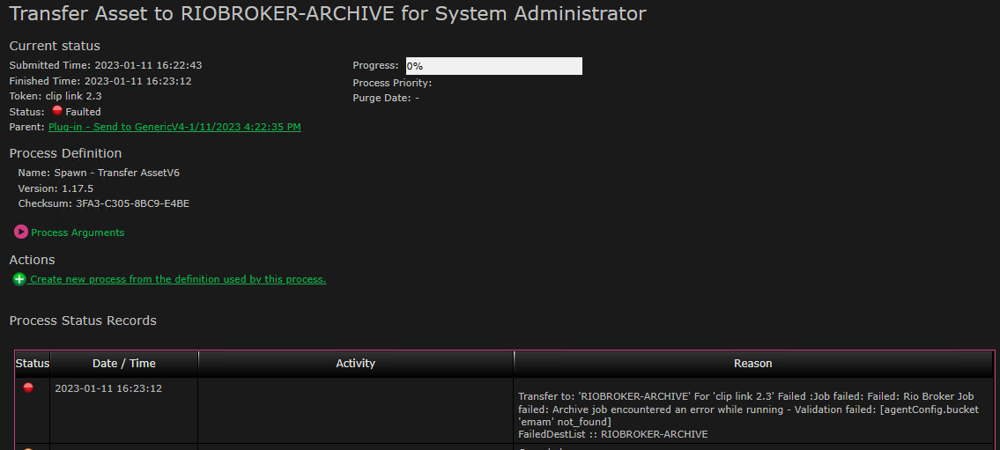 Transfer Asset to RIOBROKER-ARCHIVE for System Administrator
Current status
Submitted Time: 2023-01-11 16:22:43
Finished Time: 2023-01-11 16:23:12
Token: clip link 2.3
Status: Faulted
Parent: Plug-in - Send to GenericV4-1/11/2023 4:22:35 PM
Progress: 0%
Process Priority:
Purge Date: -
Process Definition
Name: Spawn - Transfer AssetV6
Version: 1.17.5
Checksum: 3FA3-C305-8BC9-E4BE
Process Arguments
Actions
Create new process from the definition used by this process.
Process Status Records
Status Date / Time Activity Reason
2023-01-11 16:23:12
Transfer to: 'RIOBROKER-ARCHIVE' For 'clip link 2.3' Failed :Job failed: Failed: Rio Broker Job
failed: Archive job encountered an error while running - Validation failed: [agentConfig.bucket
'emam' not_found]
FailedDestList :: RIOBROKER-ARCHIVE